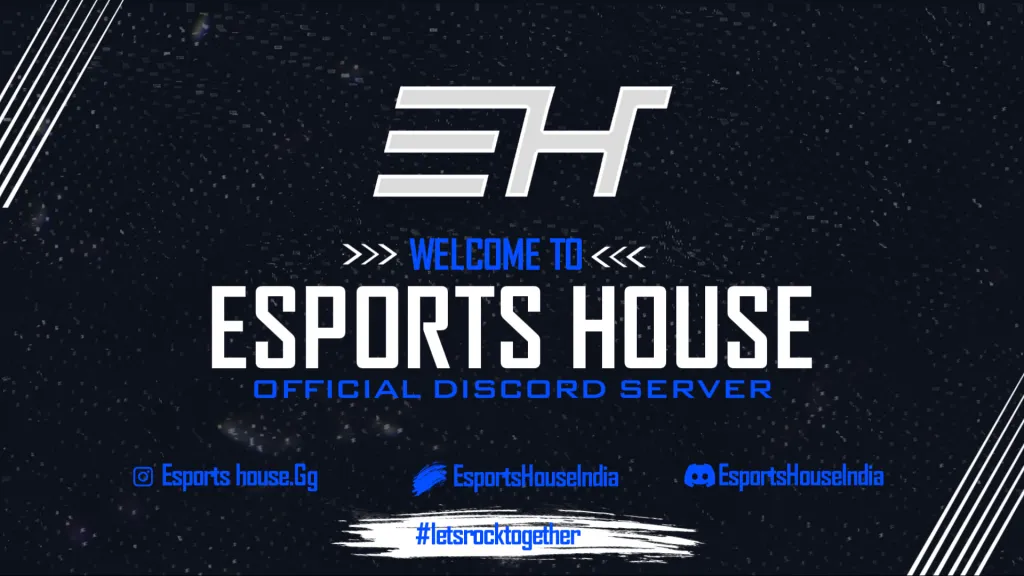 EH
>>> WELCOME TO <<<
ESPORTS HOUSE
OFFICIAL DISCORD SERVER
Esports house.Gg
EsportsHouseIndia
EsportsHouseIndia
#letsrocktogether